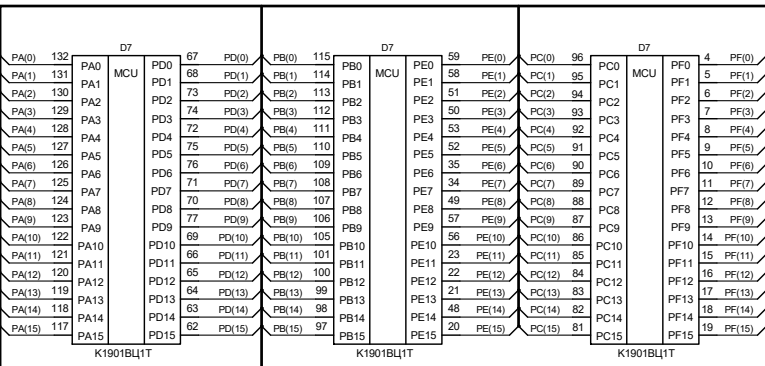 D7 D7 D7
PA(0) 132 PA0 MCU PD0 67 PD(0) PB(0) 115 PB0 MCU PE0 59 PE(0) PC(0) 96 PC0 MCU PF0 4 PF(0)
PA(1) 131 PA1 PD1 68 PD(1) PB(1) 114 PB1 PE1 58 PE(1) PC(1) 95 PC1 PF1 5 PF(1)
PA(2) 130 PA2 PD2 73 PD(2) PB(2) 113 PB2 PE2 51 PE(2) PC(2) 94 PC2 PF2 6 PF(2)
PA(3) 129 PA3 PD3 74 PD(3) PB(3) 112 PB3 PE3 50 PE(3) PC(3) 93 PC3 PF3 7 PF(3)
PA(4) 128 PA4 PD4 72 PD(4) PB(4) 111 PB4 PE4 53 PE(4) PC(4) 92 PC4 PF4 8 PF(4)
PA(5) 127 PA5 PD5 75 PD(5) PB(5) 110 PB5 PE5 52 PE(5) PC(5) 91 PC5 PF5 9 PF(5)
PA(6) 126 PA6 PD6 76 PD(6) PB(6) 109 PB6 PE6 35 PE(6) PC(6) 90 PC6 PF6 10 PF(6)
PA(7) 125 PA7 PD7 71 PD(7) PB(7) 108 PB7 PE7 34 PE(7) PC(7) 89 PC7 PF7 11 PF(7)
PA(8) 124 PA8 PD8 70 PD(8) PB(8) 107 PB8 PE8 49 PE(8) PC(8) 88 PC8 PF8 12 PF(8)
PA(9) 123 PA9 PD9 77 PD(9) PB(9) 106 PB9 PE9 57 PE(9) PC(9) 87 PC9 PF9 13 PF(9)
PA(10) 122 PA10 PD10 69 PD(10) PB(10) 105 PB10 PE10 56 PE(10) PC(10) 86 PC10 PF10 14 PF(10)
PA(11) 121 PA11 PD11 66 PD(11) PB(11) 101 PB11 PE11 23 PE(11) PC(11) 85 PC11 PF11 15 PF(11)
PA(12) 120 PA12 PD12 65 PD(12) PB(12) 100 PB12 PE12 22 PE(12) PC(12) 84 PC12 PF12 16 PF(12)
PA(13) 119 PA13 PD13 64 PD(13) PB(13) 99 PB13 PE13 21 PE(13) PC(13) 83 PC13 PF13 17 PF(13)
PA(14) 118 PA14 PD14 63 PD(14) PB(14) 98 PB14 PE14 48 PE(14) PC(14) 82 PC14 PF14 18 PF(14)
PA(15) 117 PA15 PD15 62 PD(15) PB(15) 97 PB15 PE15 20 PE(15) PC(15) 81 PC15 PF15 19 PF(15)
К1901ВЦ1Т К1901ВЦ1Т К1901ВЦ1Т